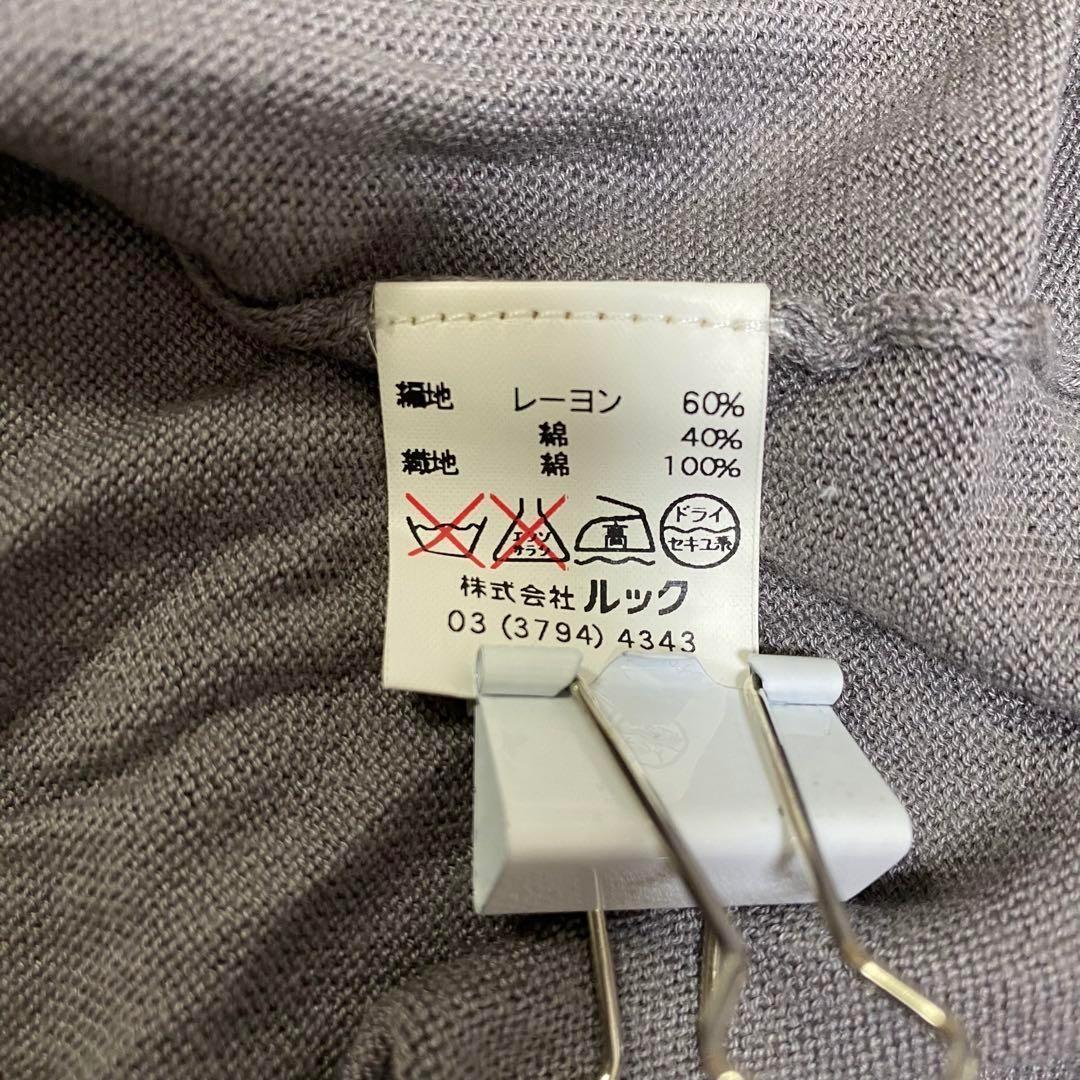 編地 レーヨン 60%
綿 40%
織地 綿 100%
エンソ サラシ
高
ドライ
セキユ系
株式会社 ルック
03 (3794) 4343